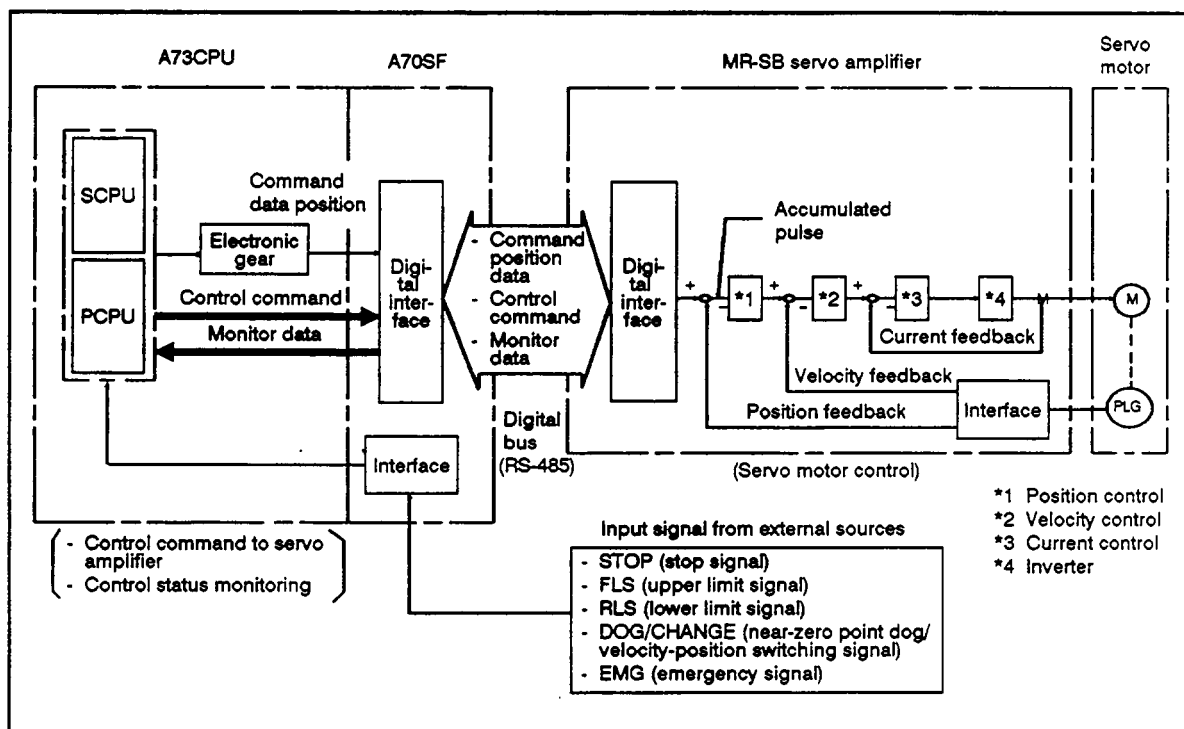 A73CPU
A70SF
MR-SB servo amplifier
Servo
motor
SCPU
PCPU
Command
data position
Electronic
gear
Control command
Monitor data
Digi-
tal
inter-
face
- Command
position
data
- Control
command
- Monitor
data
Digi-
tal
inter-
face
Accumulated
pulse
+
-
*1
+
-
*2
+
-
*3
*4
M
Current feedback
Velocity feedback
Position feedback
Interface
PLG
Digital
bus
(RS-485)
Interface
(Servo motor control)
- Control command to servo
amplifier
- Control status monitoring
Input signal from external sources
- STOP (stop signal)
- FLS (upper limit signal)
- RLS (lower limit signal)
- DOG/CHANGE (near-zero point dog/
velocity-position switching signal)
- EMG (emergency signal)
*1 Position control
*2 Velocity control
*3 Current control
*4 Inverter